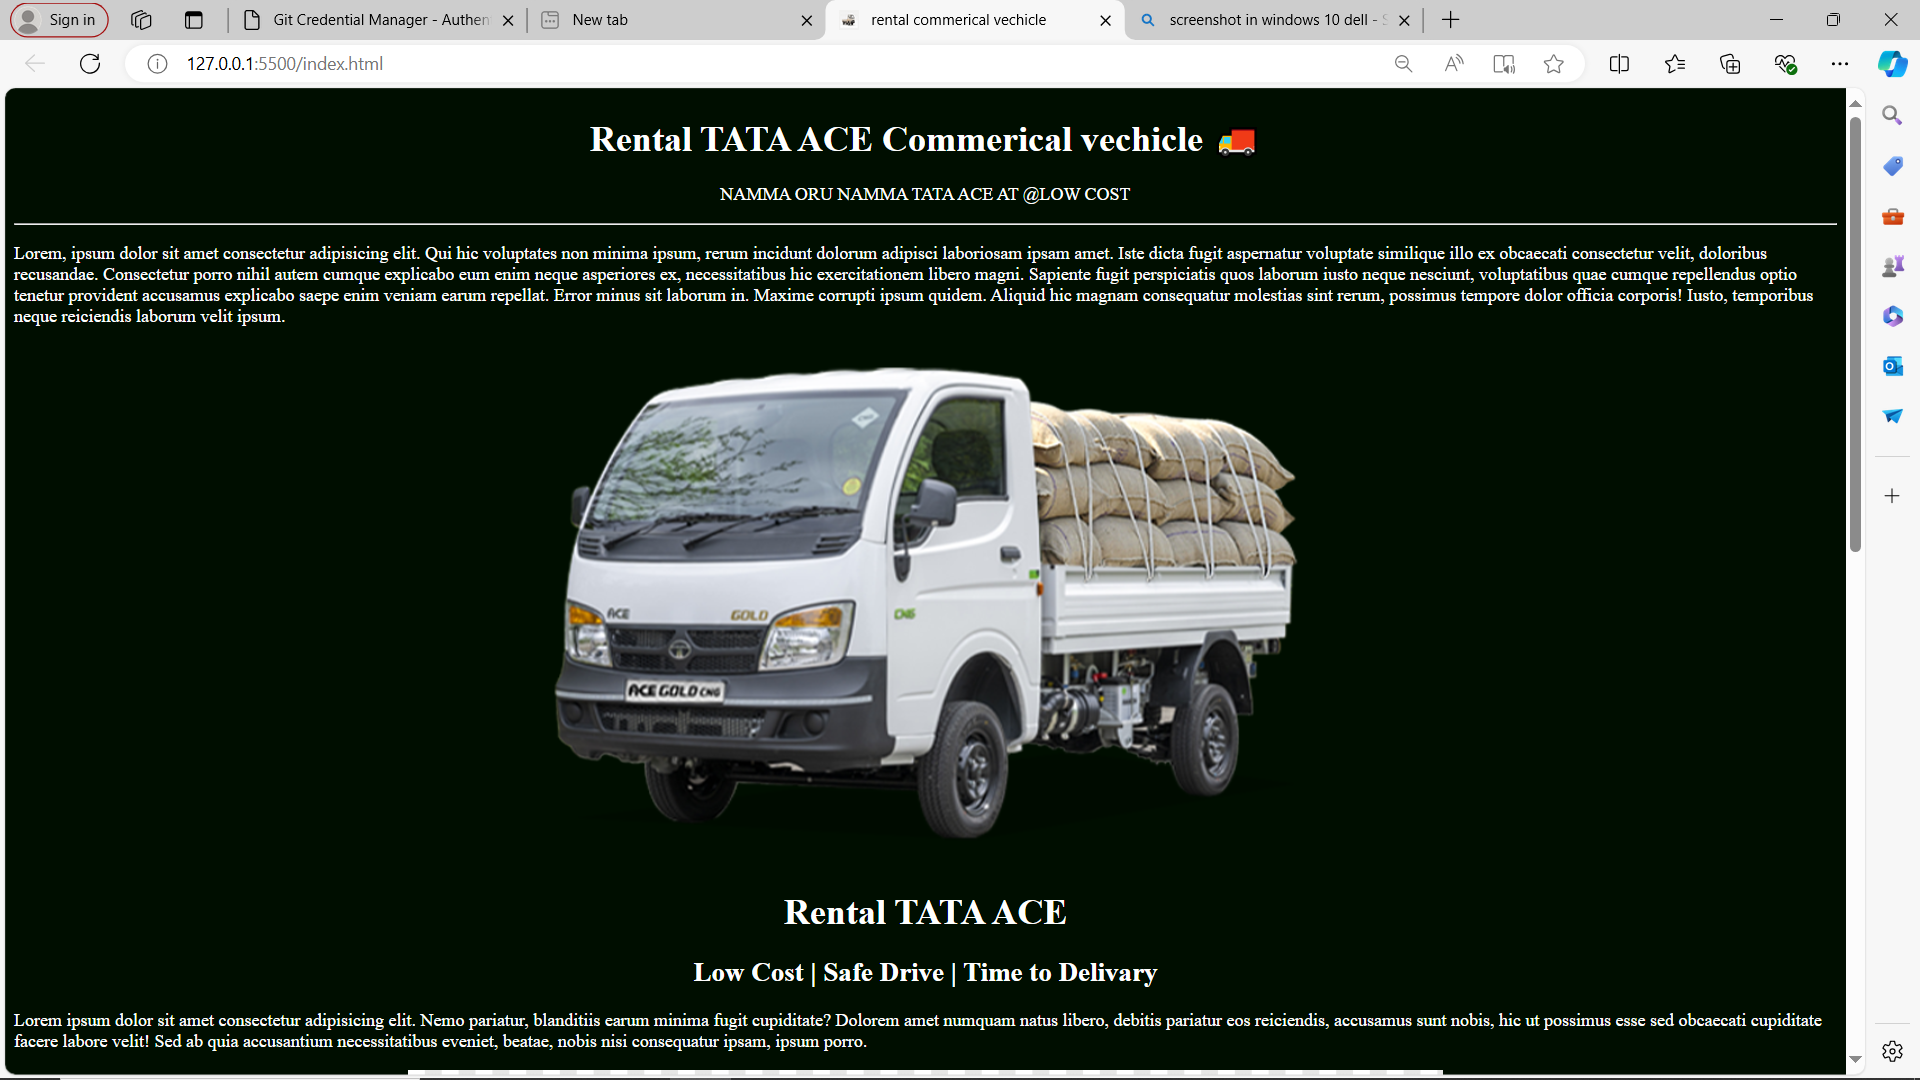 Sign in
Git Credential Manager - Authen
New tab
rental commerical vechicle
screenshot in windows 10 dell - S
127.0.0.1:5500/index.html
Rental TATA ACE Commerical vechicle 🚚
NAMMA ORU NAMMA TATA ACE AT @LOW COST
Lorem, ipsum dolor sit amet consectetur adipisicing elit. Qui hic voluptates non minima ipsum, rerum incidunt dolorum adipisci laboriosam ipsam amet. Iste dicta fugit aspernatur voluptate similique illo ex obcaecati consectetur velit, doloribus
recusandae. Consectetur porro nihil autem cumque explicabo eum enim neque asperiores ex, necessitatibus hic exercitationem libero magni. Sapiente fugit perspiciatis quos laborum iusto neque nesciunt, voluptatibus quae cumque repellendus optio
tenetur provident accusamus explicabo saepe enim veniam earum repellat. Error minus sit laborum in. Maxime corrupti ipsum quidem. Aliquid hic magnam consequatur molestias sint rerum, possimus tempore dolor officia corporis! Iusto, temporibus
neque reiciendis laborum velit ipsum.
ACE GOLD
CNG
ACE GOLD CNG
Rental TATA ACE
Low Cost | Safe Drive | Time to Delivary
Lorem ipsum dolor sit amet consectetur adipisicing elit. Nemo pariatur, blanditiis earum minima fugit cupiditate? Dolorem amet numquam natus libero, debitis pariatur eos reiciendis, accusamus sunt nobis, hic ut possimus esse sed obcaecati cupiditate
facere labore velit! Sed ab quia accusantium necessitatibus eveniet, beatae, nobis nisi consequatur ipsam, ipsum porro.